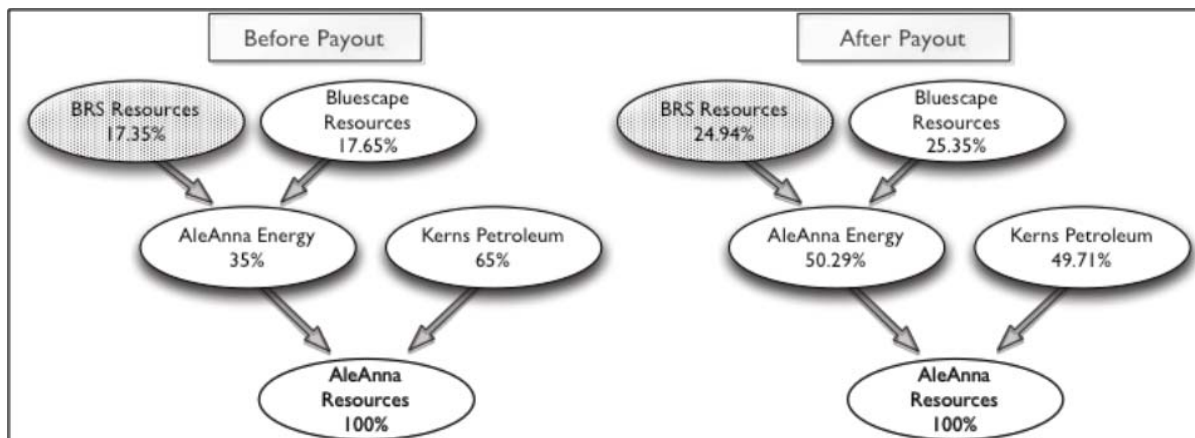 Before Payout
BRS Resources
17.35%
Bluescape
Resources
17.65%
AleAnna Energy
35%
Kerns Petroleum
65%
AleAnna
Resources
100%
After Payout
BRS Resources
24.94%
Bluescape
Resources
25.35%
AleAnna Energy
50.29%
Kerns Petroleum
49.71%
AleAnna
Resources
100%